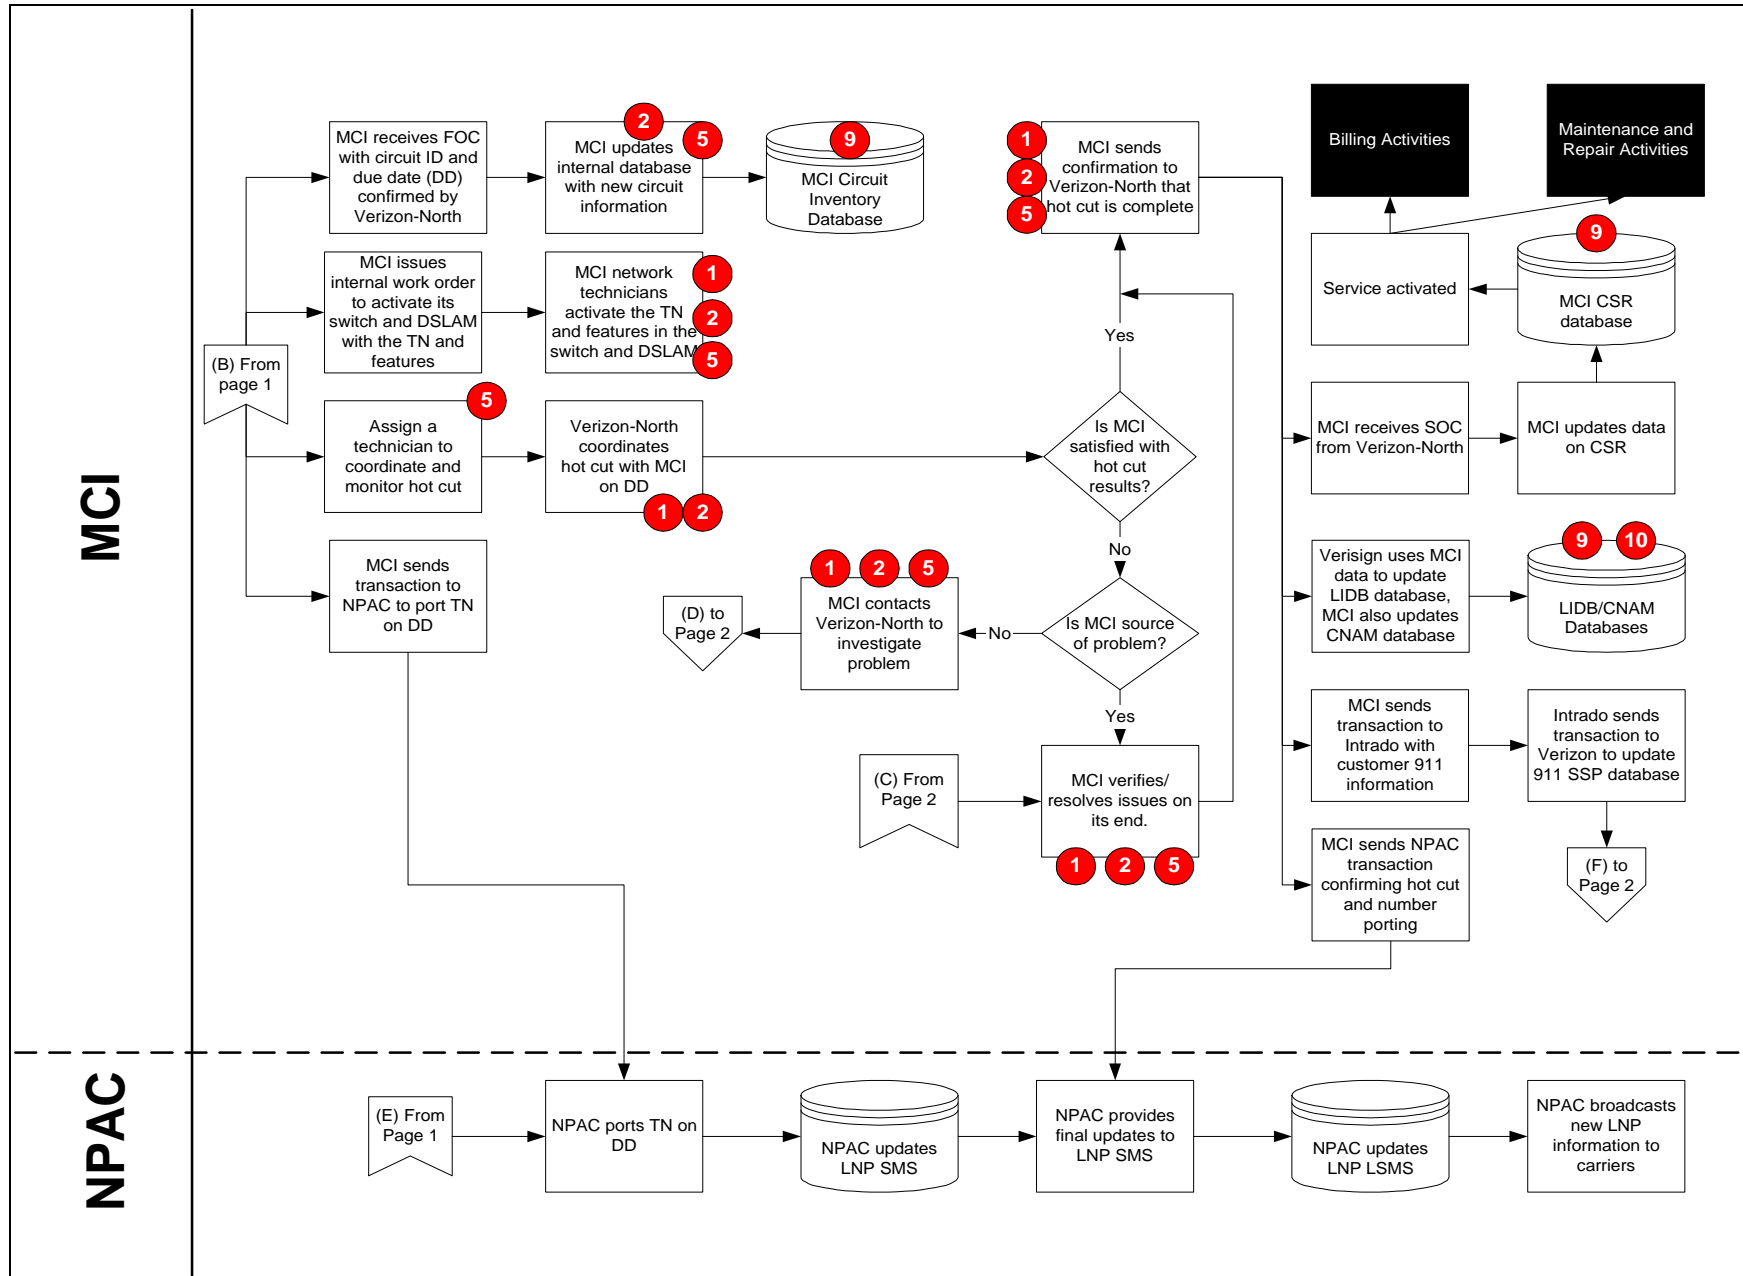 MCI
MCI receives FOC
with circuit ID and
due date (DD)
confirmed by
Verizon-North
2
5
MCI updates
internal database
with new circuit
information
9
MCI Circuit
Inventory
Database
1
2
5
MCI sends
confirmation to
Verizon-North that
hot cut is complete
Billing Activities
Maintenance and
Repair Activities
MCI issues
internal work order
to activate its
switch and DSLAM
with the TN and
features
MCI network
technicians
activate the TN
and features in the
switch and DSLAM
1
2
5
Yes
Service activated
9
MCI CSR
database
(B) From
page 1
5
Assign a
technician to
coordinate and
monitor hot cut
Verizon-North
coordinates
hot cut with MCI
on DD
1
2
Is MCI
satisfied with
hot cut
results?
MCI receives SOC
from Verizon-North
MCI updates data
on CSR
No
MCI sends
transaction to
NPAC to port TN
on DD
(D) to
Page 2
1
2
5
MCI contacts
Verizon-North to
investigate
problem
No
Is MCI source
of problem?
Verisign uses MCI
data to update
LIDB database,
MCI also updates
CNAM database
9
10
LIDB/CNAM
Databases
Yes
(C) From
Page 2
MCI verifies/
resolves issues on
its end.
1
2
5
MCI sends
transaction to
Intrado with
customer 911
information
Intrado sends
transaction to
Verizon to update
911 SSP database
MCI sends NPAC
transaction
confirming hot cut
and number
porting
(F) to
Page 2
NPAC
(E) From
Page 1
NPAC ports TN on
DD
NPAC updates
LNP SMS
NPAC provides
final updates to
LNP SMS
NPAC updates
LNP LSMS
NPAC broadcasts
new LNP
information to
carriers